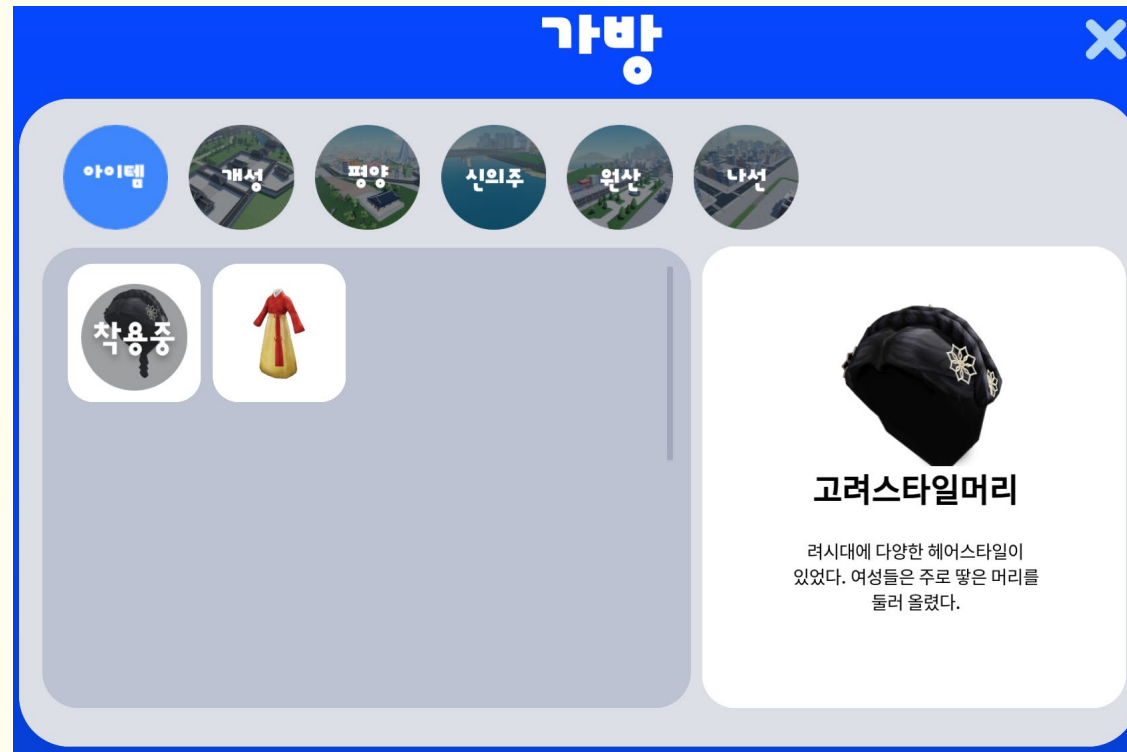 가방
아이템
개성
평양
신의주
원산
나선
착용중
고려스타일머리
려시대에 다양한 헤어스타일이
있었다. 여성들은 주로 땋은 머리를
둘러 올렸다.